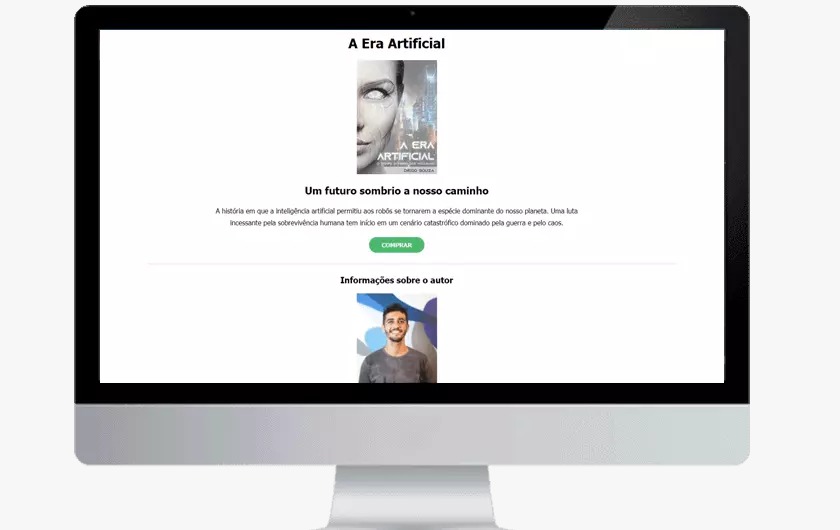 A Era Artificial
A ERA
ARTIFICIAL
DIEGO SOUSA
Um futuro sombrio a nosso caminho
A história em que a inteligência artificial permitiu aos robôs se tornarem a espécie dominante do nosso planeta. Uma luta
incessante pela sobrevivência humana tem início em um cenário catastrófico dominado pela guerra e pelo caos.
COMPRAR
Informações sobre o autor